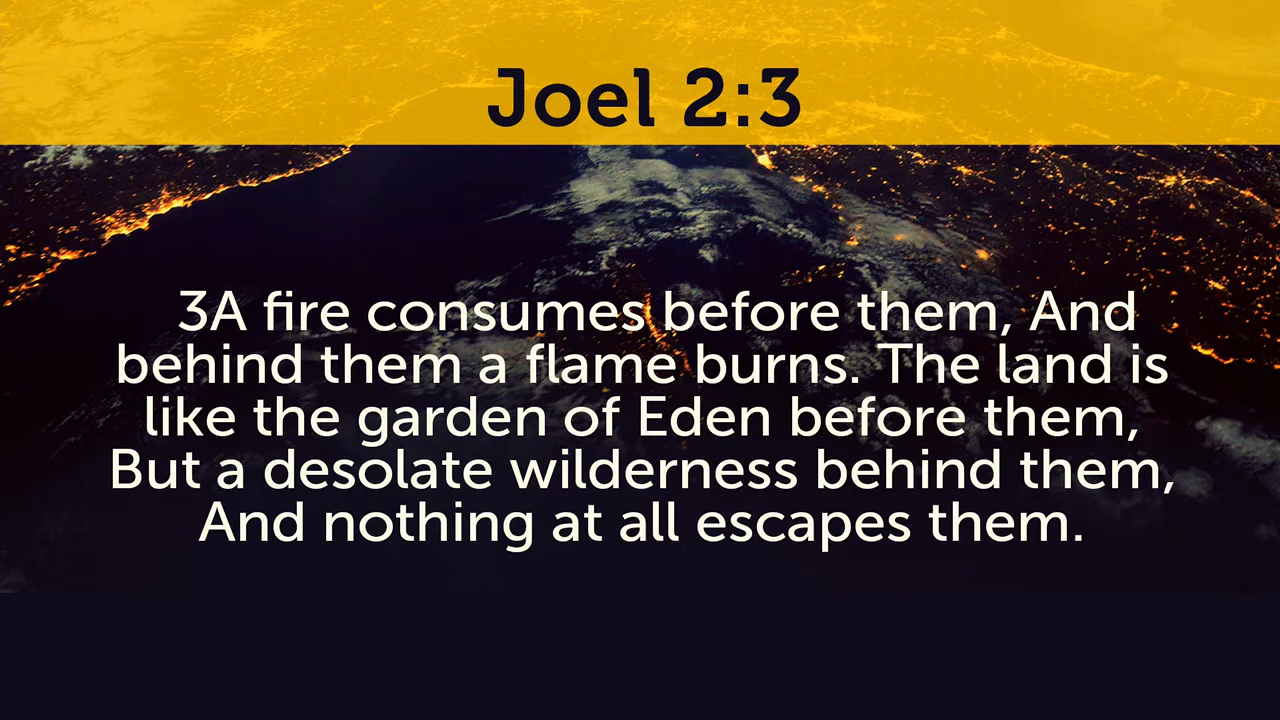 Joel 2:3
3A fire consumes before them, And
behind them a flame burns. The land is
like the garden of Eden before them,
But a desolate wilderness behind them,
And nothing at all escapes them.